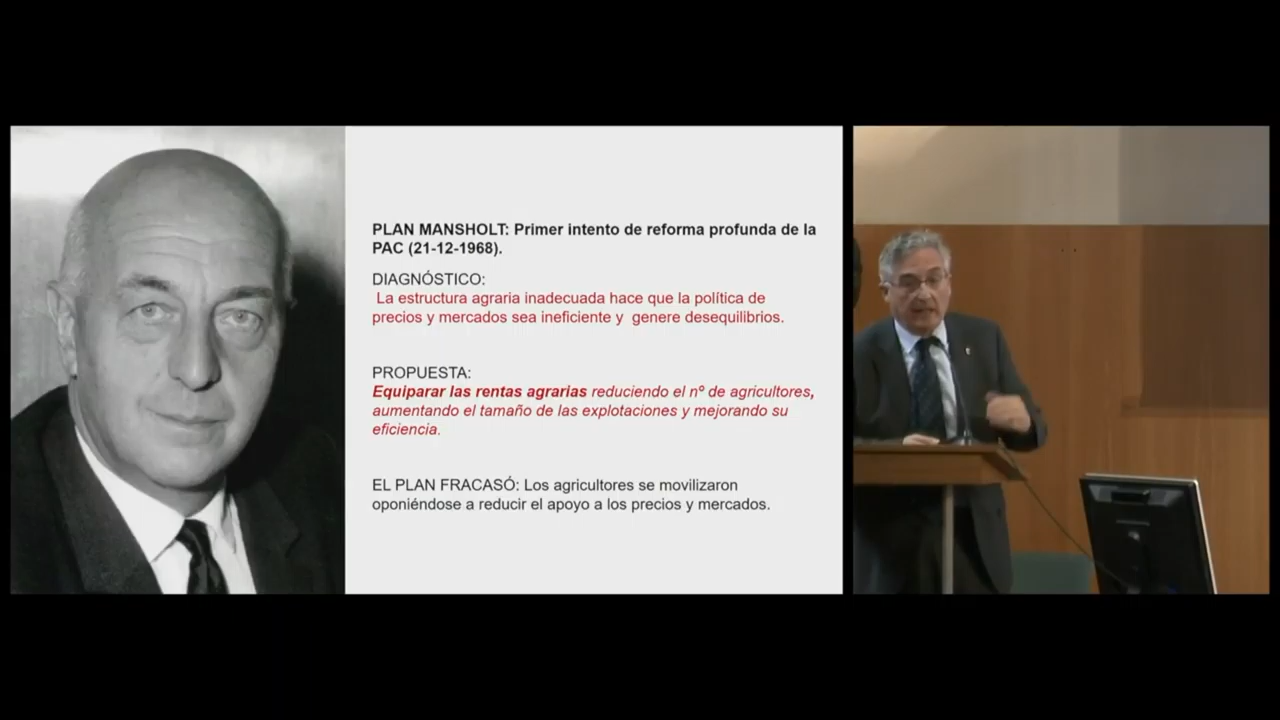 PLAN MANSHOLT: Primer intento de reforma profunda de la
PAC (21-12-1968).
DIAGNÓSTICO:
La estructura agraria inadecuada hace que la política de
precios y mercados sea ineficiente y genere desequilibrios.
PROPUESTA:
Equiparar las rentas agrarias reduciendo el nº de agricultores,
aumentando el tamaño de las explotaciones y mejorando su
eficiencia.
EL PLAN FRACASÓ: Los agricultores se movilizaron
oponiéndose a reducir el apoyo a los precios y mercados.